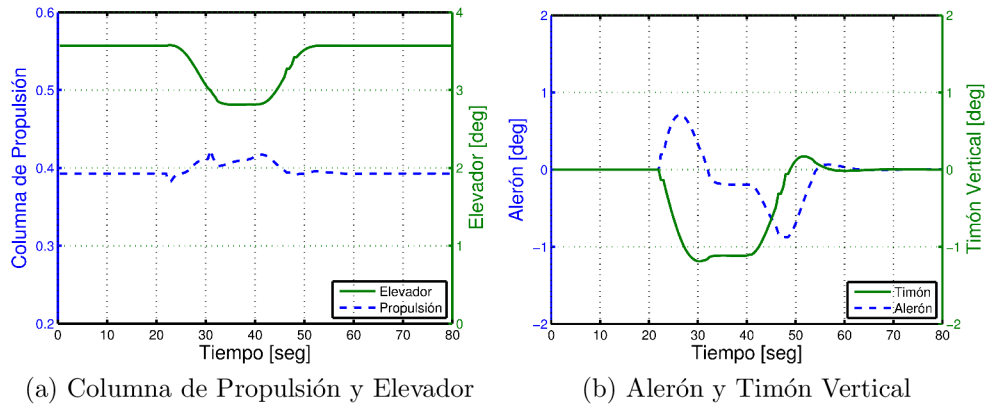 0.6
0.5
0.4
0.3
0.2
Columna de Propulsión
4
3
2
1
0
Elevador [deg]
Elevador
Propulsión
0 10 20 30 40 50 60 70 80
Tiempo [seg]
(a) Columna de Propulsión y Elevador
2
1
0
−1
−2
Alerón [deg]
2
1
0
−1
−2
Timón Vertical [deg]
Timón
Alerón
0 10 20 30 40 50 60 70 80
Tiempo [seg]
(b) Alerón y Timón Vertical